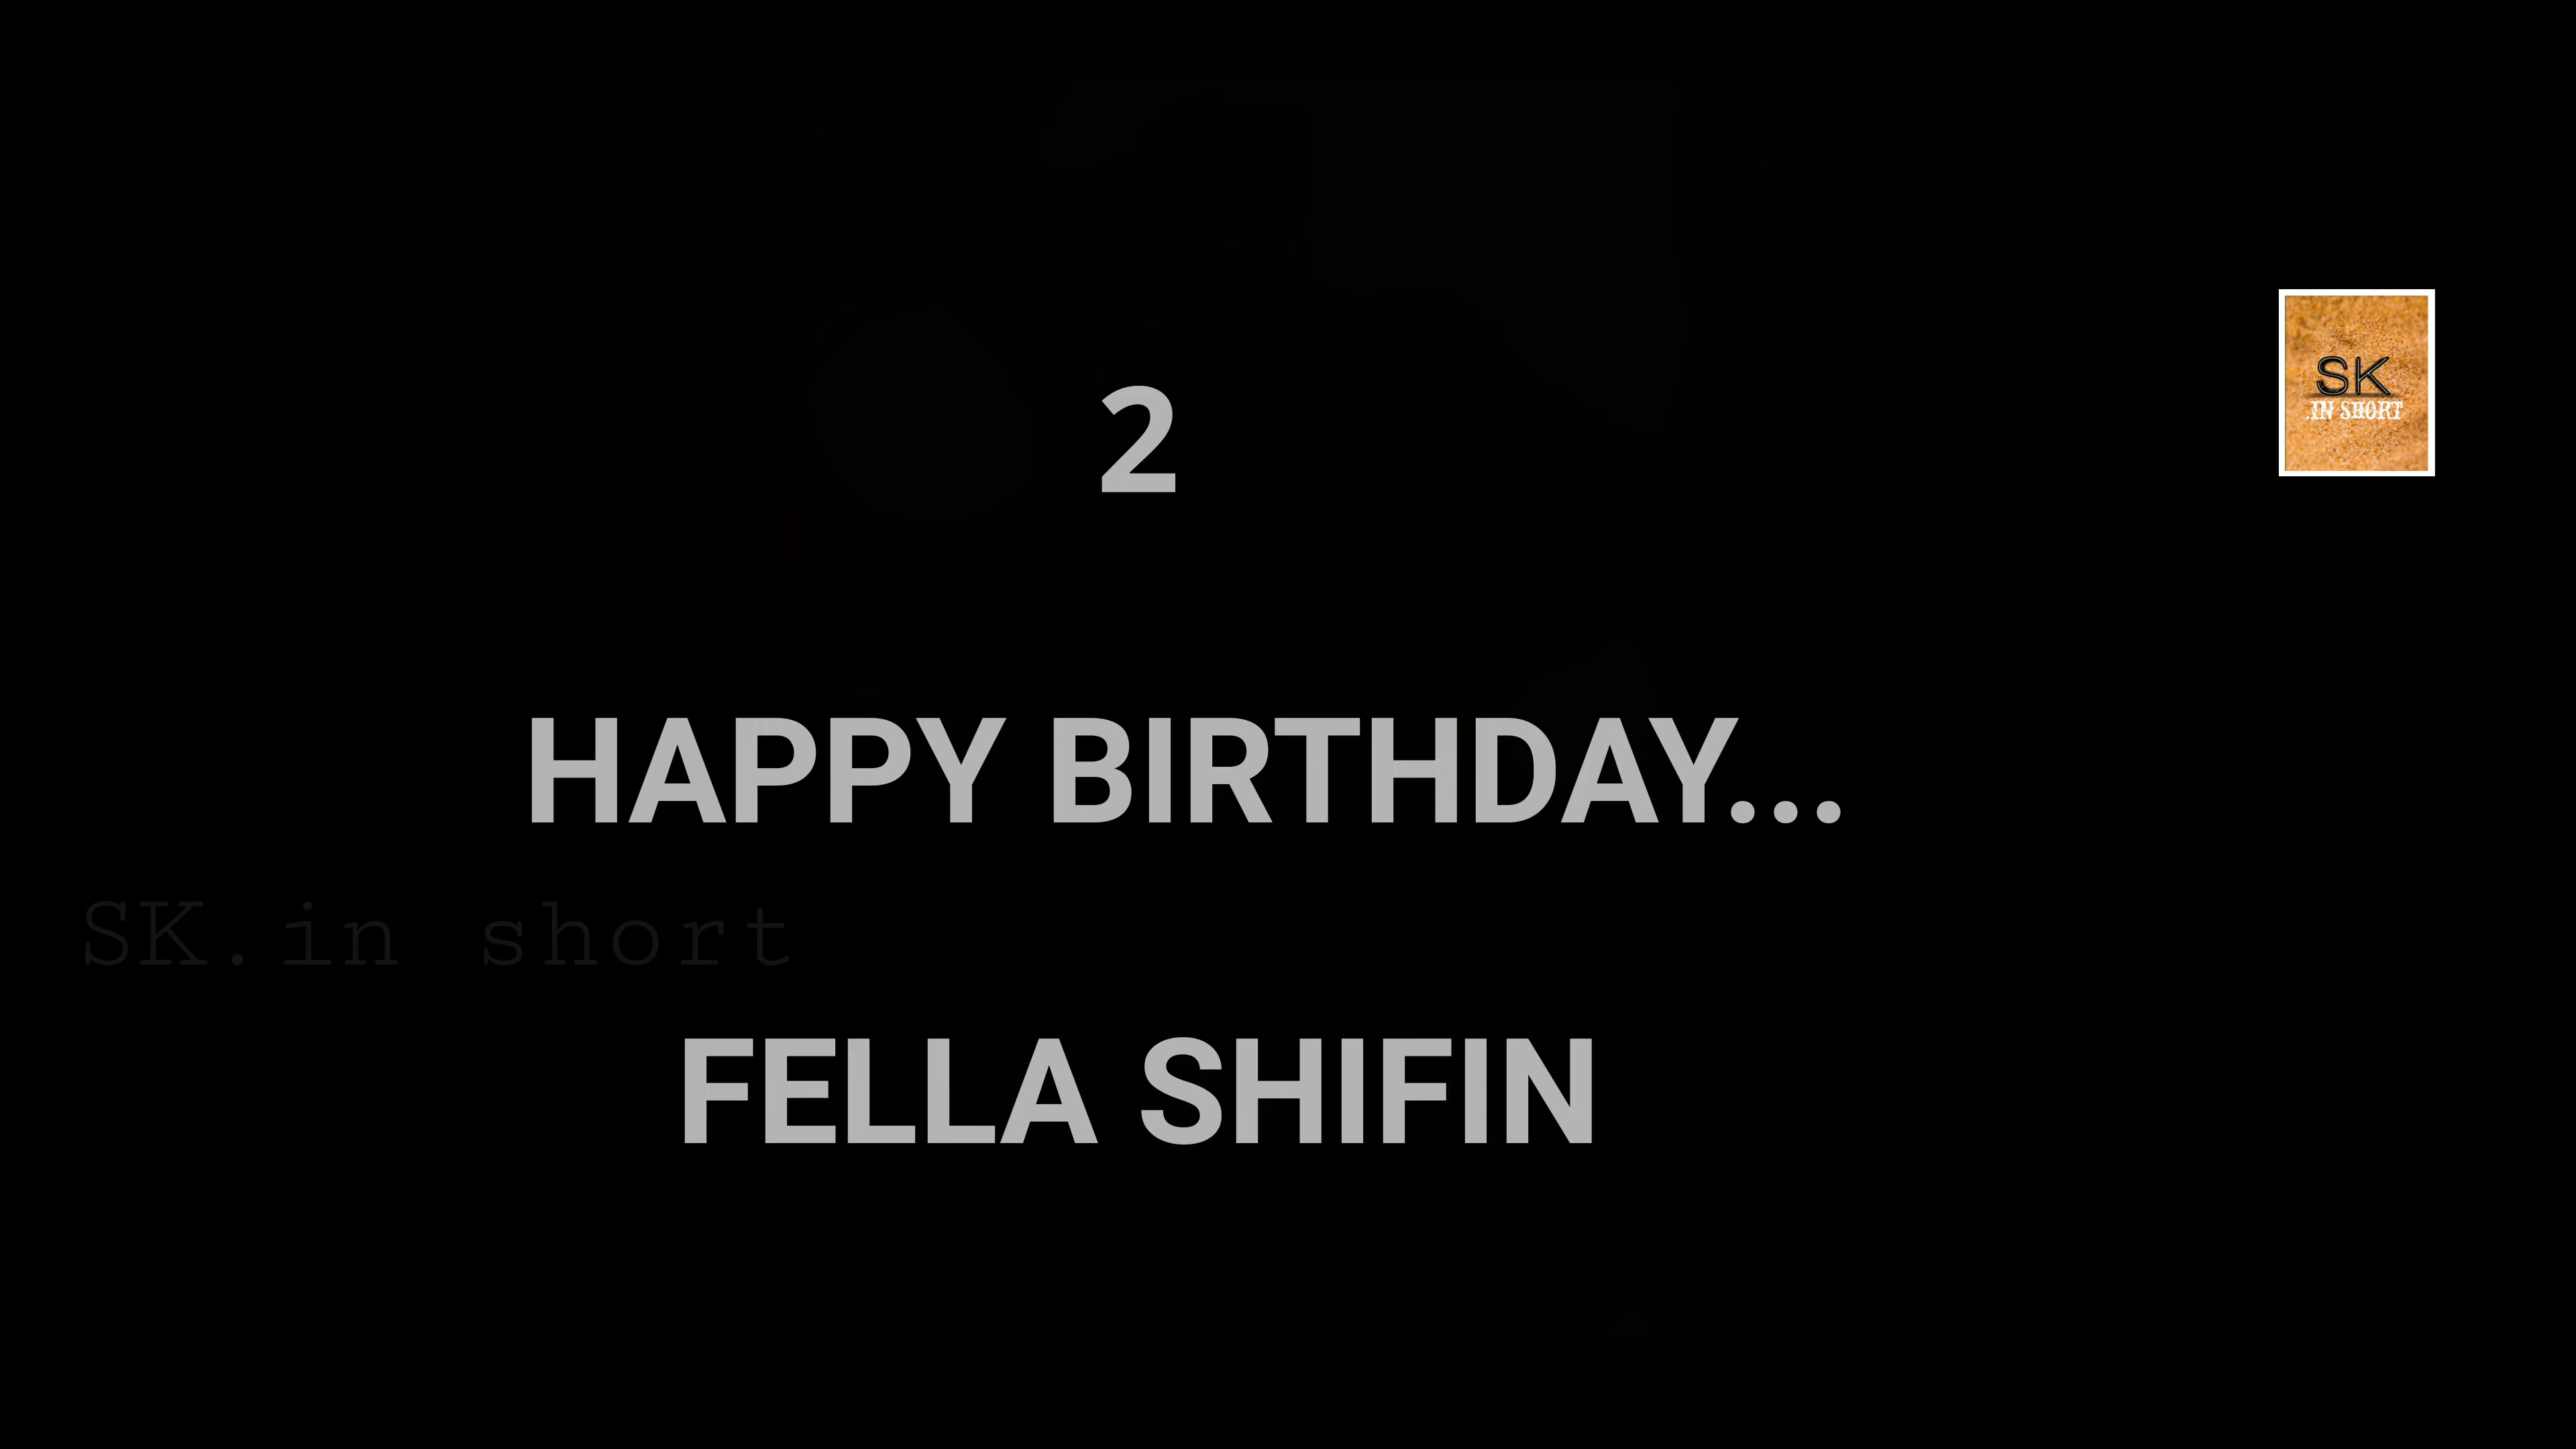 2
SK
.IN SHORT
HAPPY BIRTHDAY...
SK.in short
FELLA SHIFIN